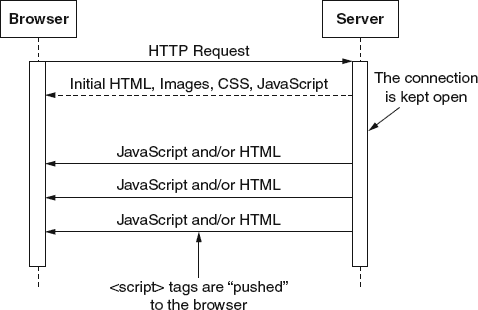 Browser
Server
HTTP Request
Initial HTML, Images, CSS, JavaScript
The connection
is kept open
JavaScript and/or HTML
JavaScript and/or HTML
JavaScript and/or HTML
<script> tags are “pushed”
to the browser